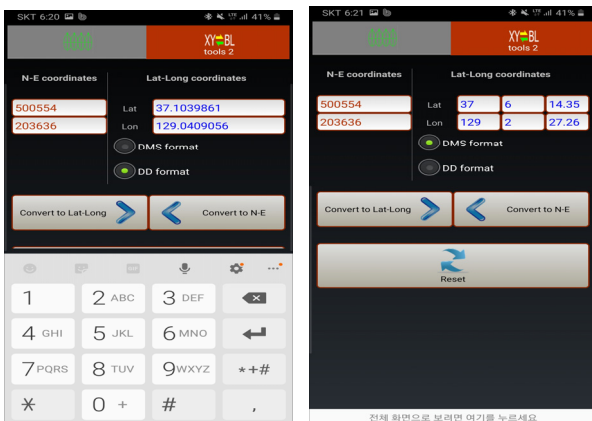 SKT 6:20
41%
XY BL
tools 2
N-E coordinates
Lat-Long coordinates
500554
Lat
37.1039861
203636
Lon
129.0409056
DMS format
DD format
Convert to Lat-Long
Convert to N-E
1
2 ABC
3 DEF
4 GHI
5 JKL
6 MNO
7 PQRS
8 TUV
9 WXYZ
*+#
*
0 +
#
,
SKT 6:21
41%
XY BL
tools 2
N-E coordinates
Lat-Long coordinates
500554
Lat
37
6
14.35
203636
Lon
129
2
27.26
DMS format
DD format
Convert to Lat-Long
Convert to N-E
Reset
전체 화면으로 보려면 여기를 누르세요